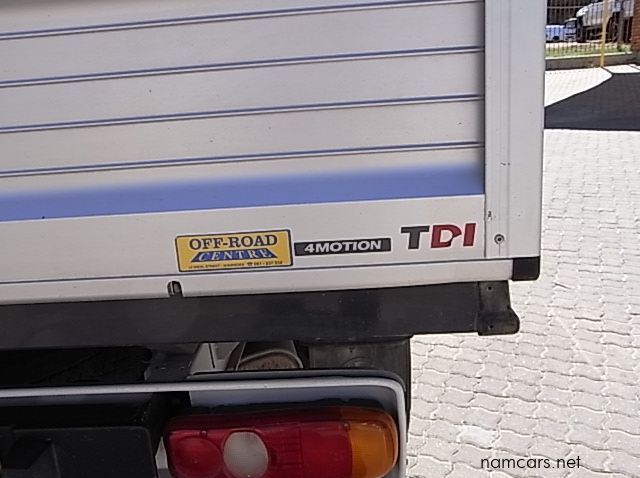 OFF-ROAD
CENTRE
4MOTION
TDI
namcars.net